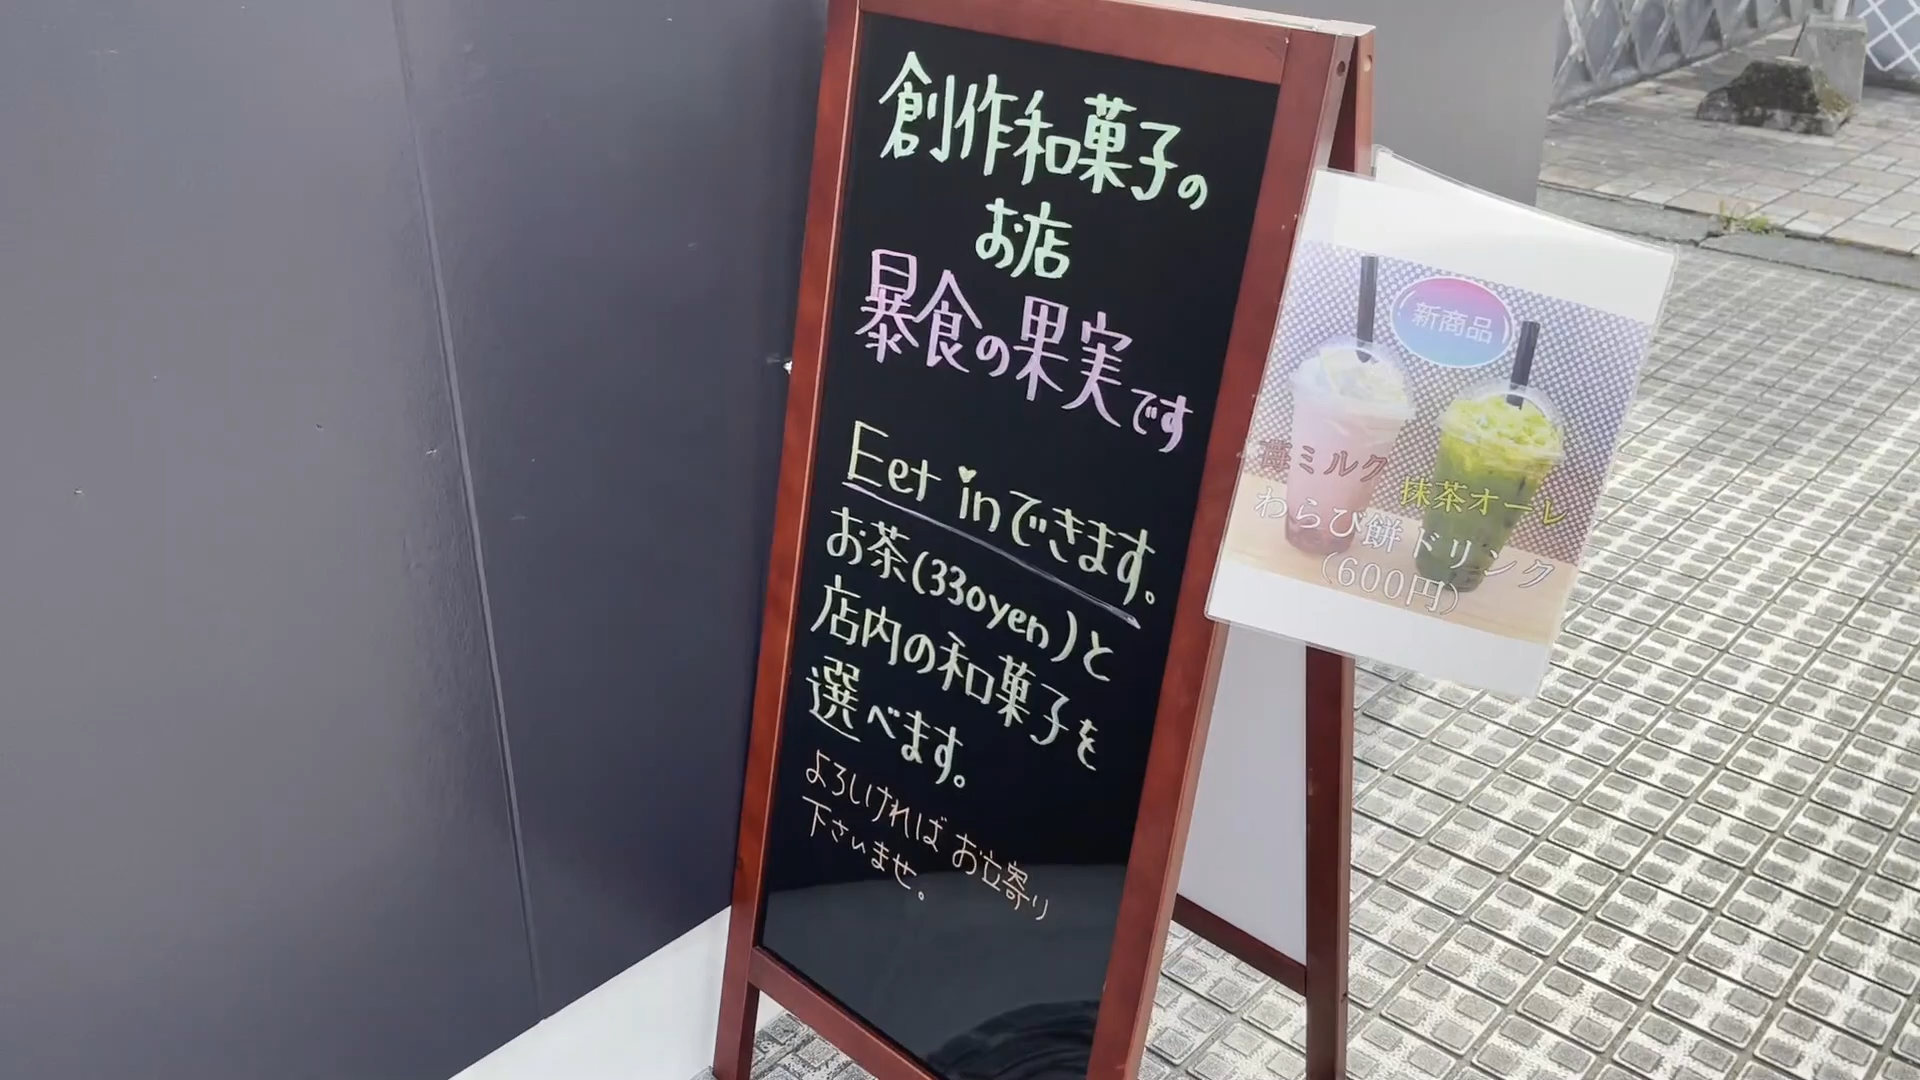 創作和菓子の
お店
暴食の果実です
Eet inできます。
お茶(330yen)と
店内の和菓子を
選べます。
よろしければお立寄り
下さいませ。
新商品
苺ミルク
抹茶オーレ
わらび餅ドリンク
(600円)